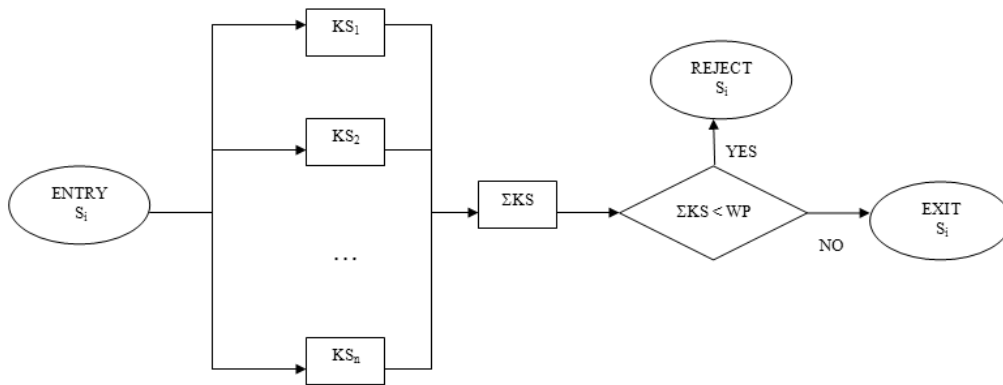 KS₁
REJECT
Sᵢ
KS₂
YES
ENTRY
Sᵢ
ΣKS
ΣKS < WP
EXIT
Sᵢ
NO
...
KSₙ